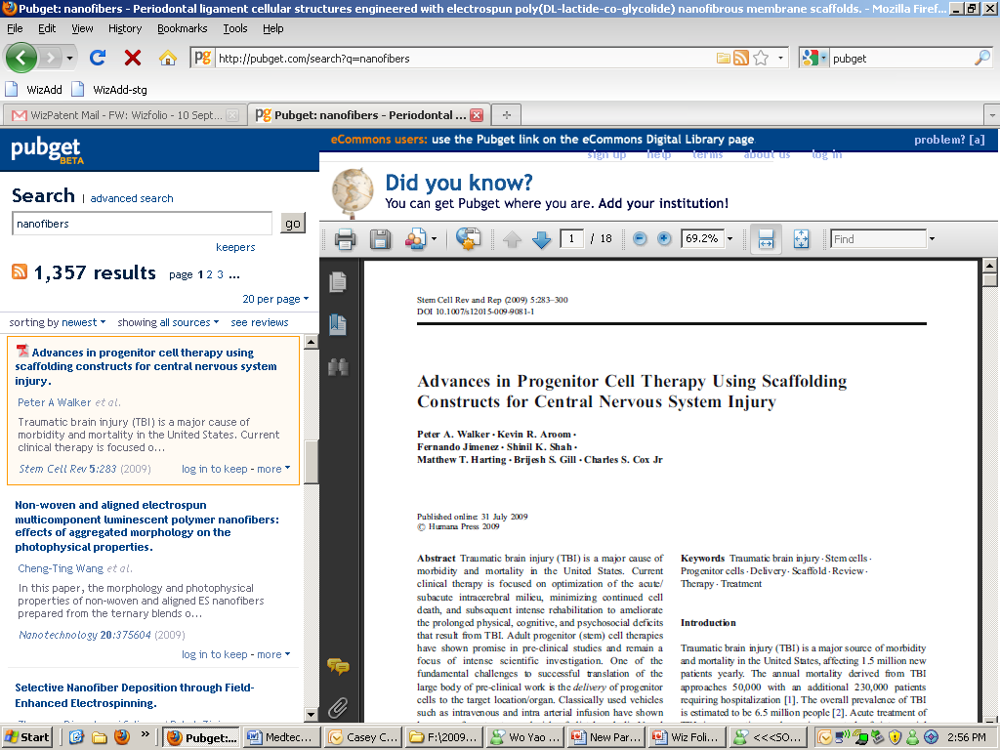 Pubget: nanofibers - Periodontal ligament cellular structures engineered with electrospun poly(DL-lactide-co-glycolide) nanofibrous membrane scaffolds. - Mozilla Firef...
File Edit View History Bookmarks Tools Help
pg http://pubget.com/search?q=nanofibers pubget
WizAdd WizAdd-stg
WizPatent Mail - FW: Wizfolio - 10 Sept... pg Pubget: nanofibers - Periodontal ...
pubget
BETA
eCommons users: use the Pubget link on the eCommons Digital Library page problem? [a]
sign up help terms about us log in
Did you know?
You can get Pubget where you are. Add your institution!
Search | advanced search
nanofibers go
keepers
1,357 results page 1 2 3 ...
20 per page
sorting by newest showing all sources see reviews
Advances in progenitor cell therapy using
scaffolding constructs for central nervous system
injury.
Peter A Walker et al.
Traumatic brain injury (TBI) is a major cause of
morbidity and mortality in the United States. Current
clinical therapy is focused o...
Stem Cell Rev 5:283 (2009) log in to keep - more
Non-woven and aligned electrospun
multicomponent luminescent polymer nanofibers:
effects of aggregated morphology on the
photophysical properties.
Cheng-Ting Wang et al.
In this paper, the morphology and photophysical
properties of non-woven and aligned ES nanofibers
prepared from the ternary blends o...
Nanotechnology 20:375604 (2009)
log in to keep - more
Selective Nanofiber Deposition through Field-
Enhanced Electrospinning.
1 / 18 69.2% Find
Stem Cell Rev and Rep (2009) 5:283–300
DOI 10.1007/s12015-009-9081-1
Advances in Progenitor Cell Therapy Using Scaffolding
Constructs for Central Nervous System Injury
Peter A. Walker · Kevin R. Aroom ·
Fernando Jimenez · Shinil K. Shah ·
Matthew T. Harting · Brijesh S. Gill · Charles S. Cox Jr
Published online: 31 July 2009
© Humana Press 2009
Abstract Traumatic brain injury (TBI) is a major cause of
morbidity and mortality in the United States. Current
clinical therapy is focused on optimization of the acute/
subacute intracerebral milieu, minimizing continued cell
death, and subsequent intense rehabilitation to ameliorate
the prolonged physical, cognitive, and psychosocial deficits
that result from TBI. Adult progenitor (stem) cell therapies
have shown promise in pre-clinical studies and remain a
focus of intense scientific investigation. One of the
fundamental challenges to successful translation of the
large body of pre-clinical work is the delivery of progenitor
cells to the target location/organ. Classically used vehicles
such as intravenous and intra arterial infusion have shown
Keywords Traumatic brain injury · Stem cells ·
Progenitor cells · Delivery · Scaffold · Review ·
Therapy · Treatment
Introduction
Traumatic brain injury (TBI) is a major source of morbidity
and mortality in the United States, affecting 1.5 million new
patients yearly. The annual mortality derived from TBI
approaches 50,000 with an additional 230,000 patients
requiring hospitalization [1]. The overall prevalence of TBI
is estimated to be 6.5 million people [2]. Acute treatment of
Start Pubget:... Medtec... Casey C... F:\2009... Wo Yao ... New Par... Wiz Foli... <<<SO... 2:56 PM